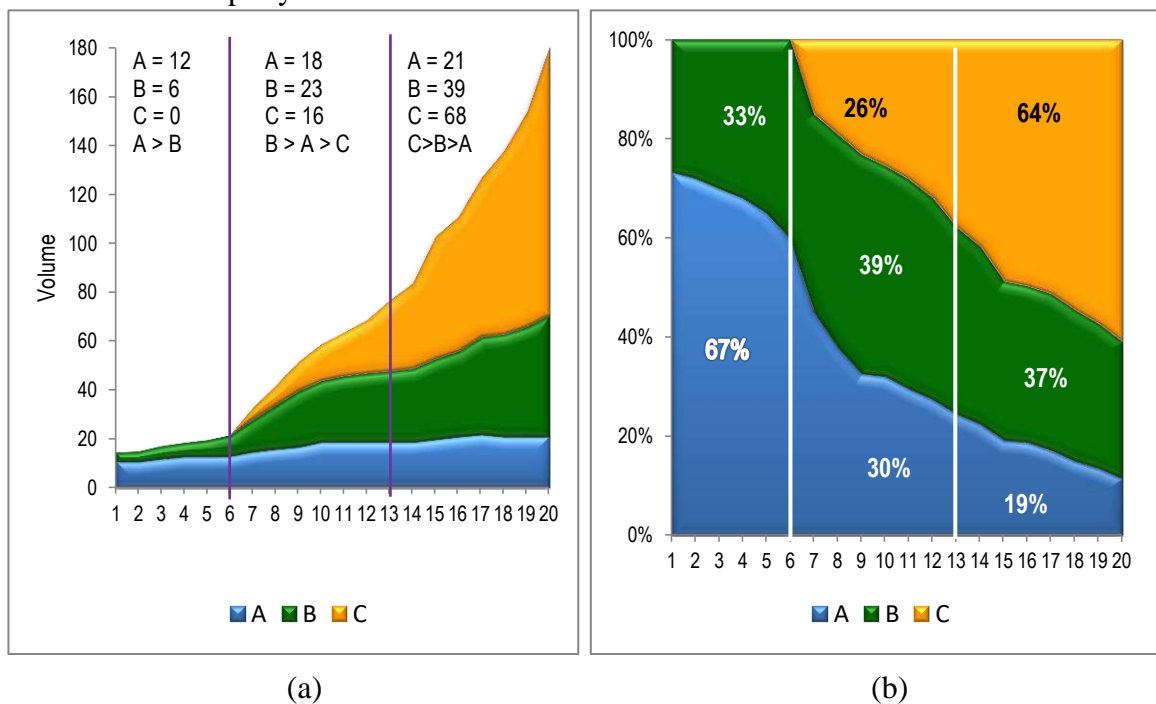 180
160
140
120
100
80
60
40
20
0
Volume
A = 12
B = 6
C = 0
A > B
A = 18
B = 23
C = 16
B > A > C
A = 21
B = 39
C = 68
C>B>A
1 2 3 4 5 6 7 8 9 10 11 12 13 14 15 16 17 18 19 20
A B C
(a)
100%
80%
60%
40%
20%
0%
33%
67%
26%
39%
30%
64%
37%
19%
1 2 3 4 5 6 7 8 9 10 11 12 13 14 15 16 17 18 19 20
A B C
(b)